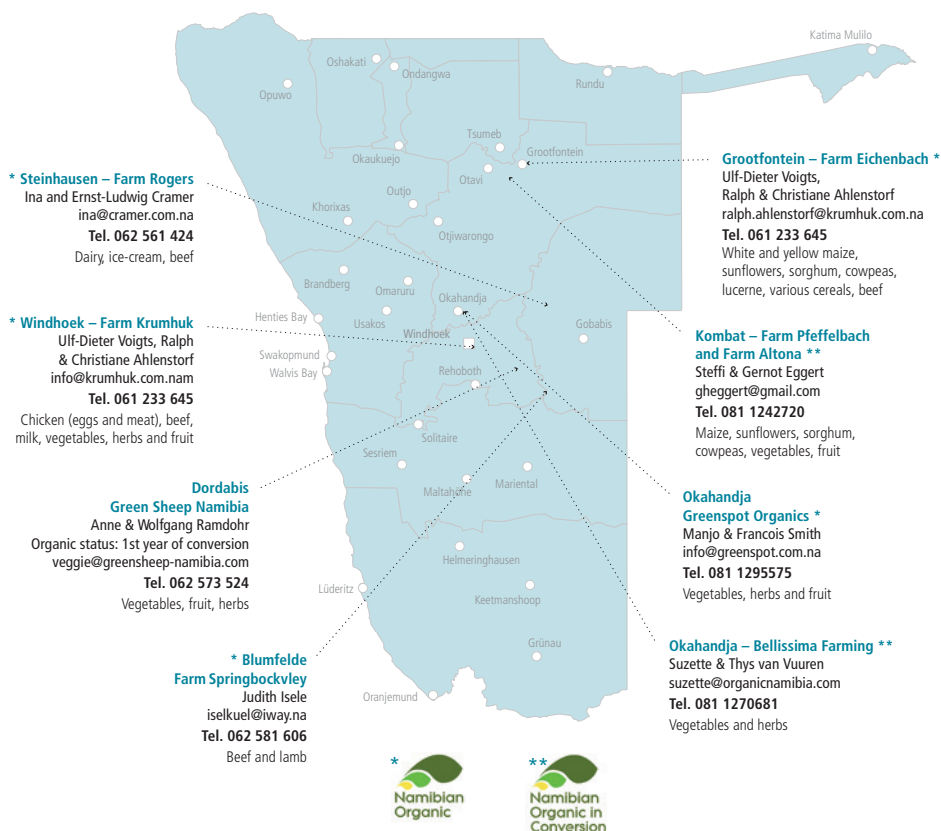 Katima Mulilo
Oshakati
Ondangwa
Rundu
Opuwo
Tsumeb
Okaukuejo
Grootfontein
Otavi
Outjo
Khorixas
Otjiwarongo
Brandberg
Omaruru
Okahandja
Henties Bay
Usakos
Gobabis
Windhoek
Swakopmund
Walvis Bay
Rehoboth
Solitaire
Sesriem
Maltahöhe
Mariental
Helmeringhausen
Lüderitz
Keetmanshoop
Grünau
Oranjemund
* Steinhausen – Farm Rogers
Ina and Ernst-Ludwig Cramer
ina@cramer.com.na
Tel. 062 561 424
Dairy, ice-cream, beef
* Windhoek – Farm Krumhuk
Ulf-Dieter Voigts, Ralph
& Christiane Ahlenstorf
info@krumhuk.com.nam
Tel. 061 233 645
Chicken (eggs and meat), beef,
milk, vegetables, herbs and fruit
Dordabis
Green Sheep Namibia
Anne & Wolfgang Ramdohr
Organic status: 1st year of conversion
veggie@greensheep-namibia.com
Tel. 062 573 524
Vegetables, fruit, herbs
* Blumfelde
Farm Springbockvley
Judith Isele
iselkuel@iway.na
Tel. 062 581 606
Beef and lamb
Grootfontein – Farm Eichenbach *
Ulf-Dieter Voigts,
Ralph & Christiane Ahlenstorf
ralph.ahlenstorf@krumhuk.com.na
Tel. 061 233 645
White and yellow maize,
sunflowers, sorghum, cowpeas,
lucerne, various cereals, beef
Kombat – Farm Pfeffelbach
and Farm Altona **
Steffi & Gernot Eggert
gheggert@gmail.com
Tel. 081 1242720
Maize, sunflowers, sorghum,
cowpeas, vegetables, fruit
Okahandja
Greenspot Organics *
Manjo & Francois Smith
info@greenspot.com.na
Tel. 081 1295575
Vegetables, herbs and fruit
Okahandja – Bellissima Farming **
Suzette & Thys van Vuuren
suzette@organicnamibia.com
Tel. 081 1270681
Vegetables and herbs
*
Namibian
Organic
**
Namibian
Organic in
Conversion